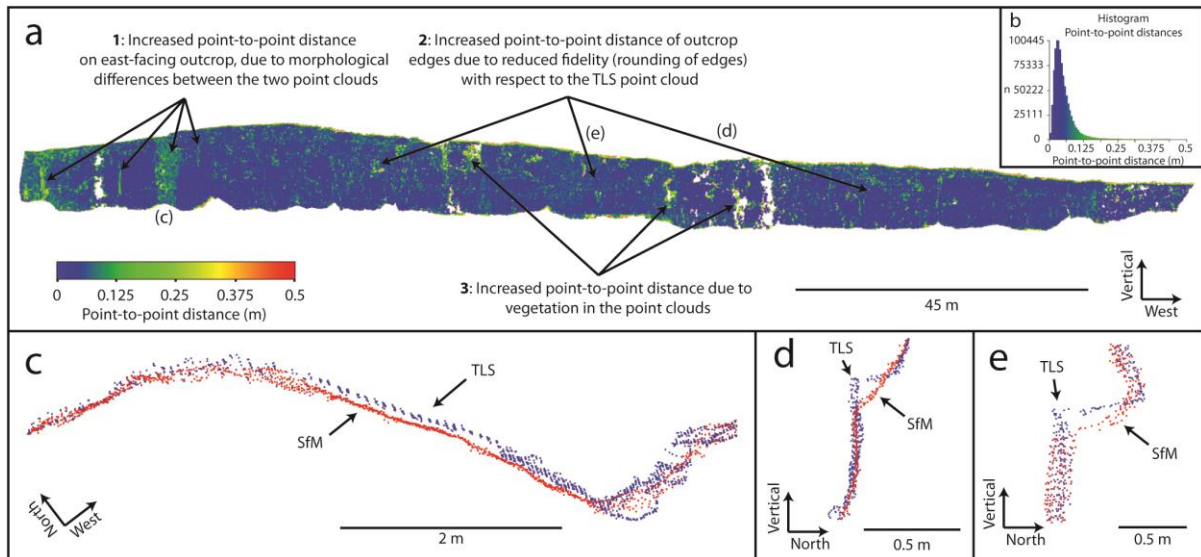 a
1: Increased point-to-point distance
on east-facing outcrop, due to morphological
differences between the two point clouds
2: Increased point-to-point distance of outcrop
edges due to reduced fidelity (rounding of edges)
with respect to the TLS point cloud
b
Histogram
Point-to-point distances
100445
75333
n 50222
25111
0
0 0.125 0.25 0.375 0.5
Point-to-point distance (m)
(e)
(d)
(c)
0 0.125 0.25 0.375 0.5
Point-to-point distance (m)
3: Increased point-to-point distance due to
vegetation in the point clouds
45 m
Vertical
West
c
TLS
SfM
North
West
2 m
d
TLS
SfM
Vertical
North
0.5 m
e
TLS
SfM
Vertical
North
0.5 m